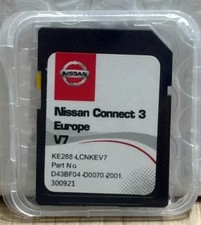 NISSAN
Nissan Connect 3
Europe
V7
KE288-LCNKEV7
Part No
D43BF04-D0070-2001
300921